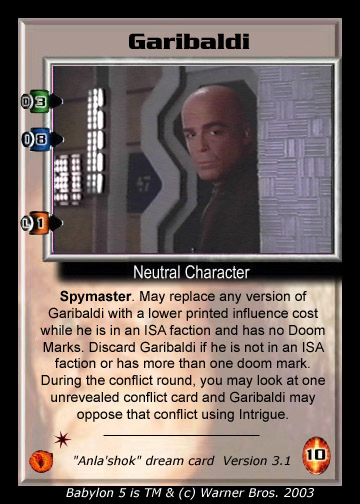 Garibaldi
D 3
D 8
L 1
47
Neutral Character
Spymaster. May replace any version of
Garibaldi with a lower printed influence cost
while he is in an ISA faction and has no Doom
Marks. Discard Garibaldi if he is not in an ISA
faction or has more than one doom mark.
During the conflict round, you may look at one
unrevealed conflict card and Garibaldi may
oppose that conflict using Intrigue.
"Anla'shok" dream card Version 3.1
10
Babylon 5 is TM & (c) Warner Bros. 2003